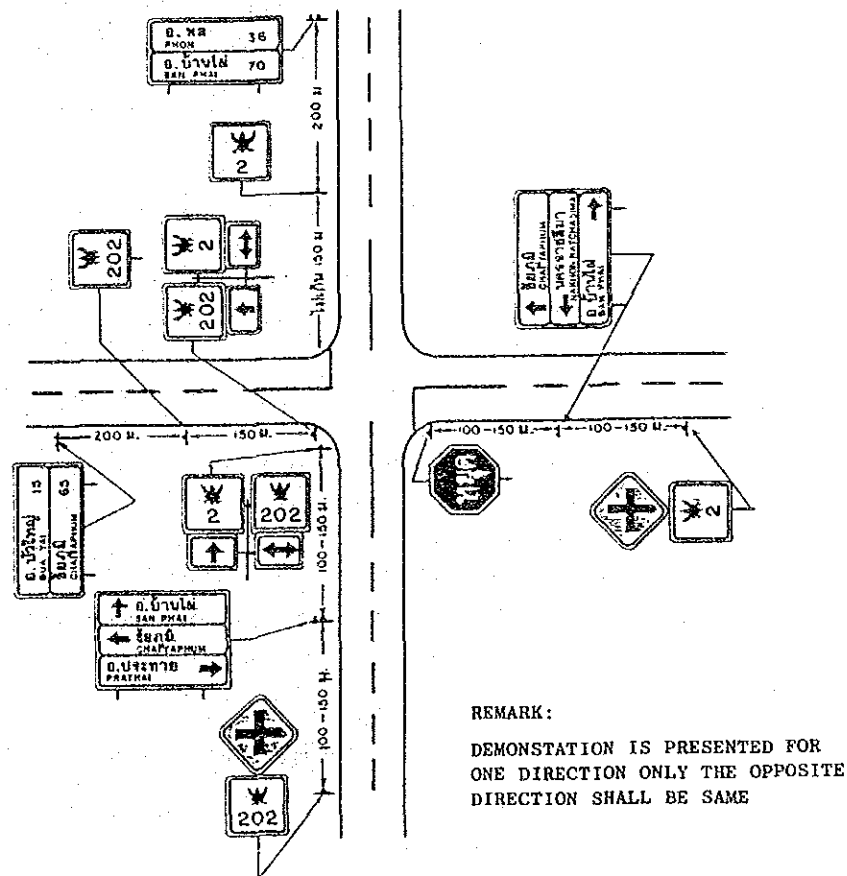 อ. พล 36
PHON
อ.บ้านไผ่ 70
BAN PHAI
200 ม.
2
ไม่เกิน 150 ม.
202
2
202
ชัยภูมิ
CHAIYAPHUM
นครราชสีมา
NAKHON RATCHASIMA
อ. บ้านไผ่
BAN PHAI
200 ม.
150 ม.
100-150 ม.
100-150 ม.
หยุด
2
อ.บัวใหญ่ 15
BUA YAI
ชัยภูมิ 65
CHAIYAPHUM
2
202
100-150 ม.
อ.บ้านไผ่
BAN PHAI
ชัยภูมิ
CHAIYAPHUM
อ.ประทาย
PRATHAI
100-150 ม.
202
REMARK:
DEMONSTATION IS PRESENTED FOR
ONE DIRECTION ONLY THE OPPOSITE
DIRECTION SHALL BE SAME